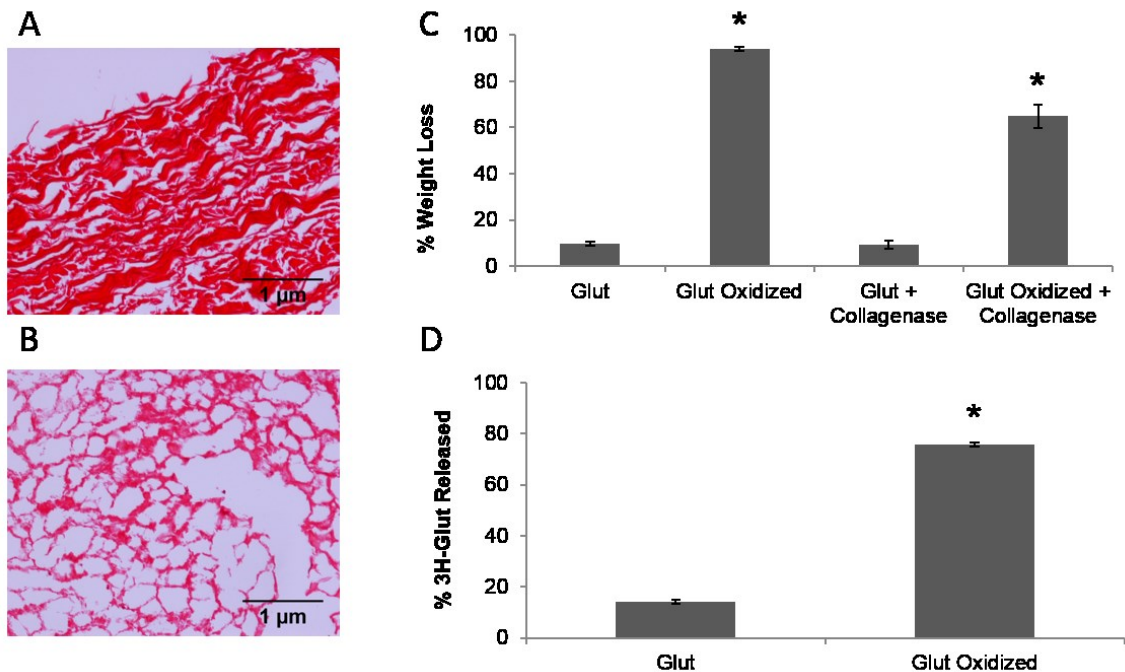 A
1 µm
B
1 µm
C
% Weight Loss
100
80
60
40
20
0
*
*
Glut
Glut Oxidized
Glut +
Collagenase
Glut Oxidized +
Collagenase
D
% 3H-Glut Released
100
80
60
40
20
0
*
Glut
Glut Oxidized